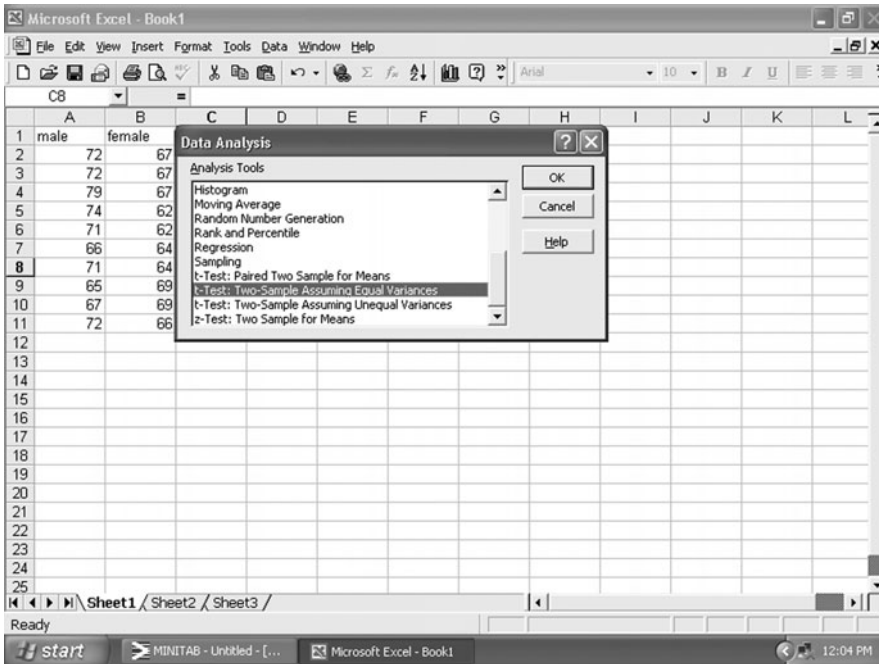 Microsoft Excel - Book1
File Edit View Insert Format Tools Data Window Help
Arial 10 B I U
C8 =
A B C D E F G H I J K L
1 male female
2 72 67
3 72 67
4 79 67
5 74 62
6 71 62
7 66 64
8 71 64
9 65 69
10 67 69
11 72 66
12
13
14
15
16
17
18
19
20
21
22
23
24
25
Data Analysis
Analysis Tools
Histogram
Moving Average
Random Number Generation
Rank and Percentile
Regression
Sampling
t-Test: Paired Two Sample for Means
t-Test: Two-Sample Assuming Equal Variances
t-Test: Two-Sample Assuming Unequal Variances
z-Test: Two Sample for Means
OK
Cancel
Help
Sheet1 / Sheet2 / Sheet3 /
Ready
start MINITAB - Untitled - [... Microsoft Excel - Book1 12:04 PM